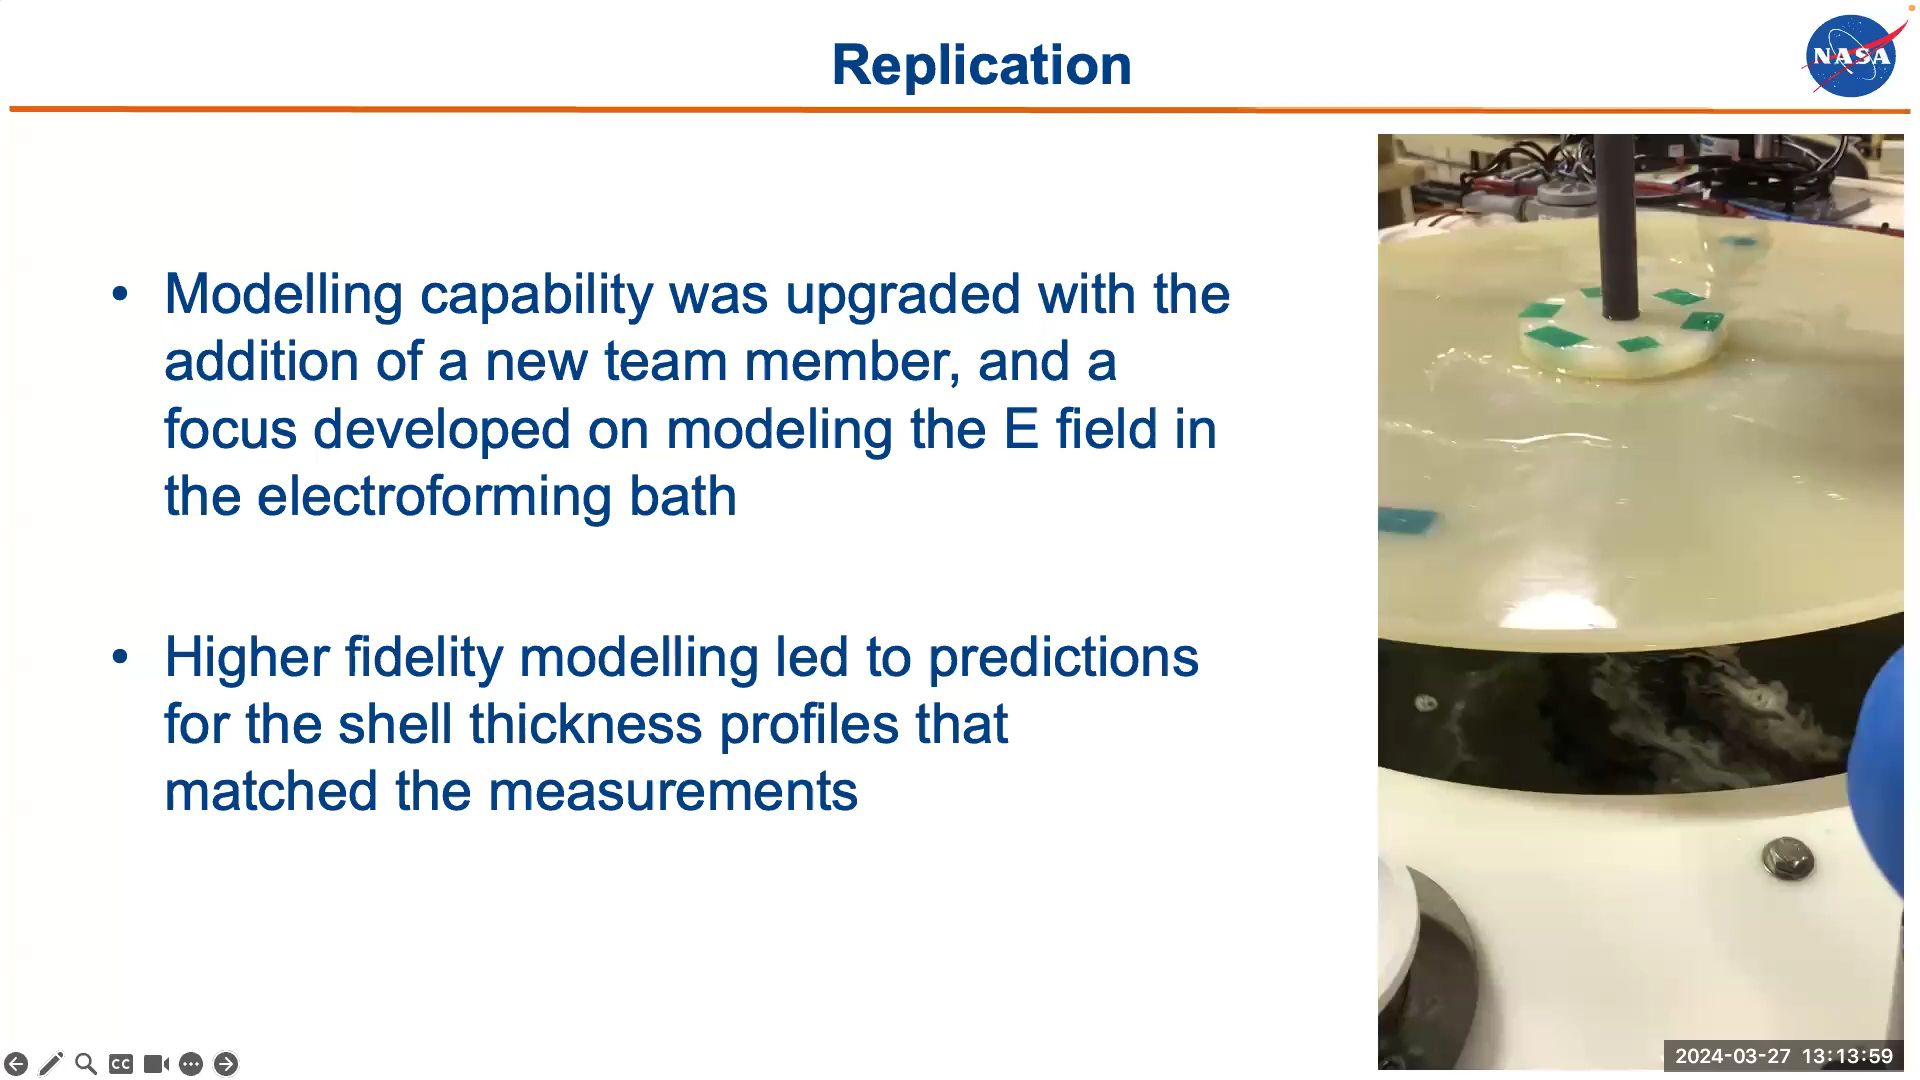 Replication
NASA
• Modelling capability was upgraded with the
addition of a new team member, and a
focus developed on modeling the E field in
the electroforming bath
• Higher fidelity modelling led to predictions
for the shell thickness profiles that
matched the measurements
CC
2024-03-27 13:13:59